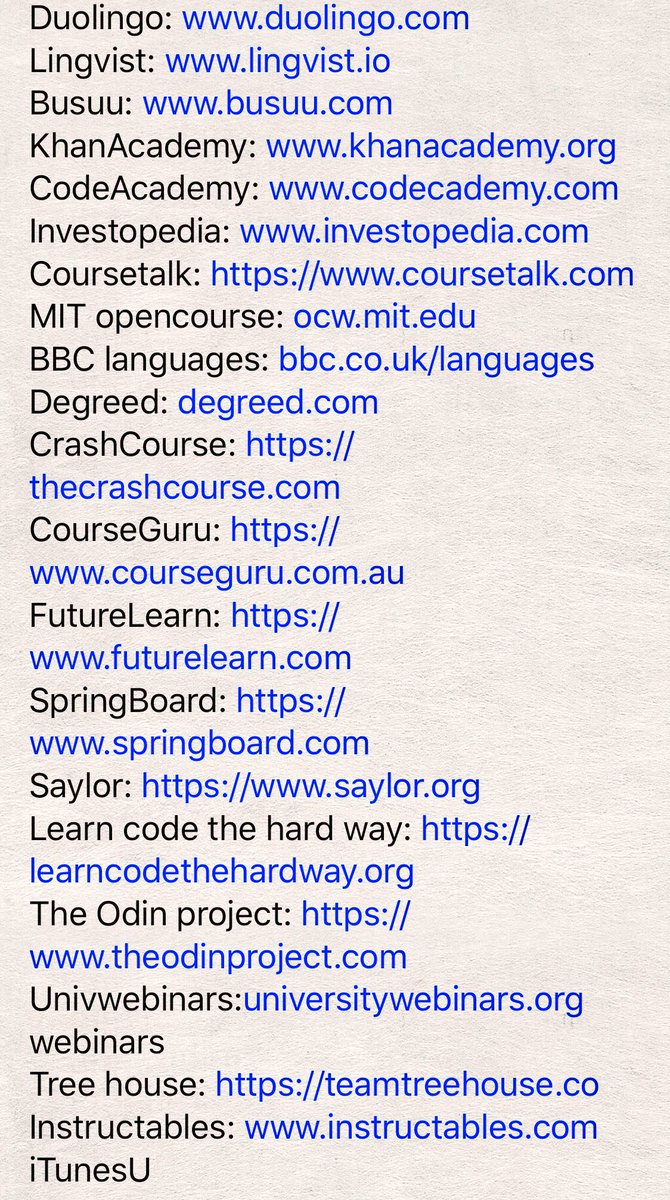 Duolingo: www.duolingo.com
Lingvist: www.lingvist.io
Busuu: www.busuu.com
KhanAcademy: www.khanacademy.org
CodeAcademy: www.codecademy.com
Investopedia: www.investopedia.com
Coursetalk: https://www.coursetalk.com
MIT opencourse: ocw.mit.edu
BBC languages: bbc.co.uk/languages
Degreed: degreed.com
CrashCourse: https://
thecrashcourse.com
CourseGuru: https://
www.courseguru.com.au
FutureLearn: https://
www.futurelearn.com
SpringBoard: https://
www.springboard.com
Saylor: https://www.saylor.org
Learn code the hard way: https://
learncodethehardway.org
The Odin project: https://
www.theodinproject.com
Univwebinars:universitywebinars.org
webinars
Tree house: https://teamtreehouse.co
Instructables: www.instructables.com
iTunesU